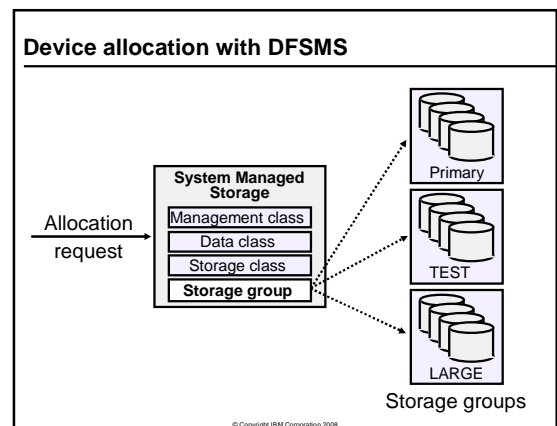 Device allocation with DFSMS
Allocation
request
System Managed
Storage
Management class
Data class
Storage class
Storage group
Primary
TEST
LARGE
Storage groups
© Copyright IBM Corporation 2008